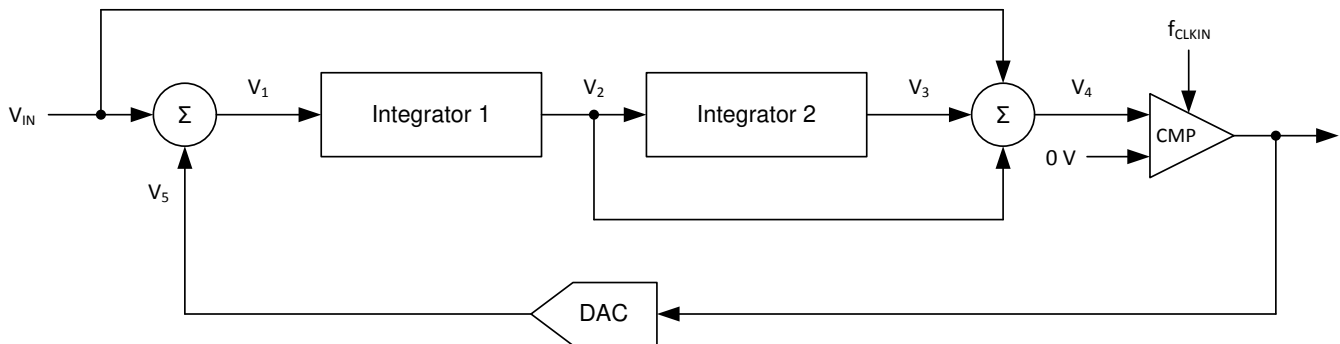 f_CLKIN
V_IN
Σ
V_1
Integrator 1
V_2
Integrator 2
V_3
Σ
V_4
CMP
0 V
V_5
DAC